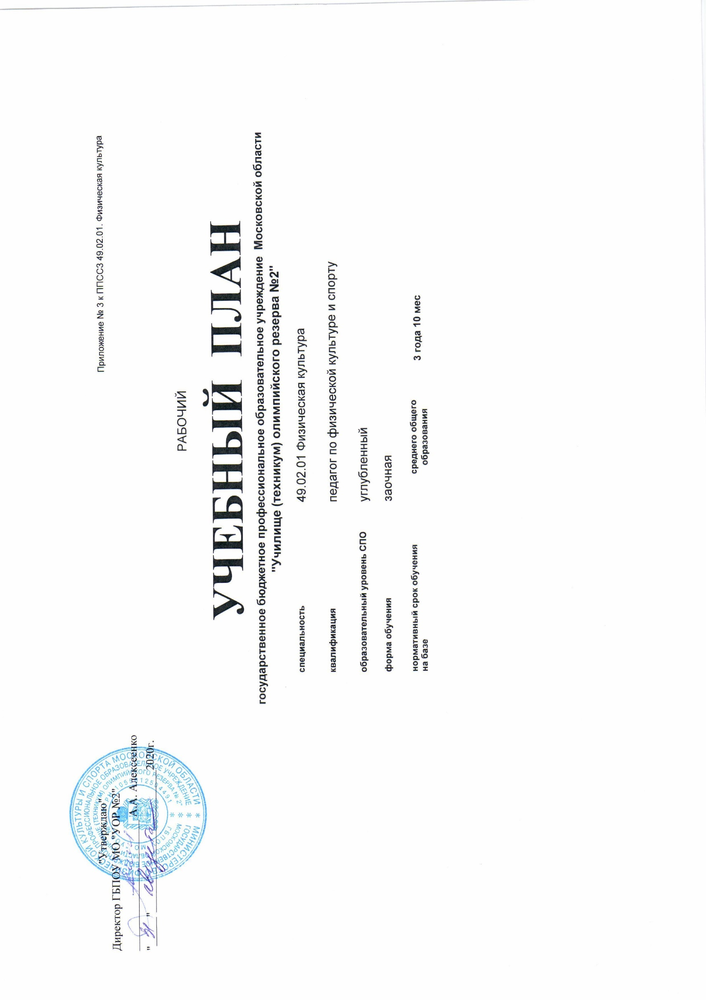 Приложение № 3 к ППССЗ 49.02.01. Физическая культура
"Утверждаю"
Директор ГБПОУ МО "УОР №2"
А.А. Алексеенко
" " 2020г.
РАБОЧИЙ
УЧЕБНЫЙ ПЛАН
государственное бюджетное профессиональное образовательное учреждение Московской области
"Училище (техникум) олимпийского резерва №2"
специальность 49.02.01 Физическая культура
квалификация педагог по физической культуре и спорту
образовательный уровень СПО углубленный
форма обучения заочная
нормативный срок обучения среднего общего 3 года 10 мес
на базе образования